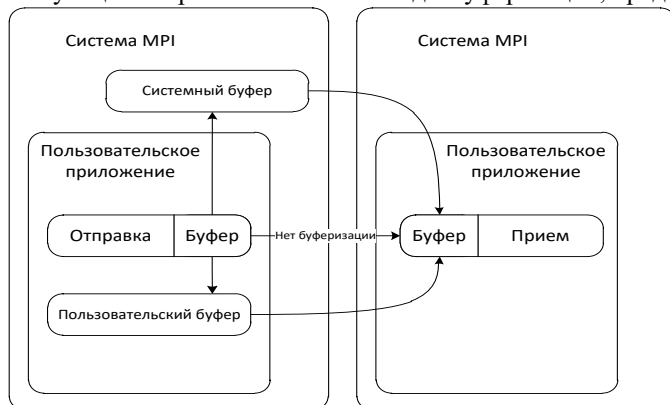 Система MPI
Система MPI
Системный буфер
Пользовательское
приложение
Пользовательское
приложение
Отправка
Буфер
Нет буферизации
Буфер
Прием
Пользовательский буфер